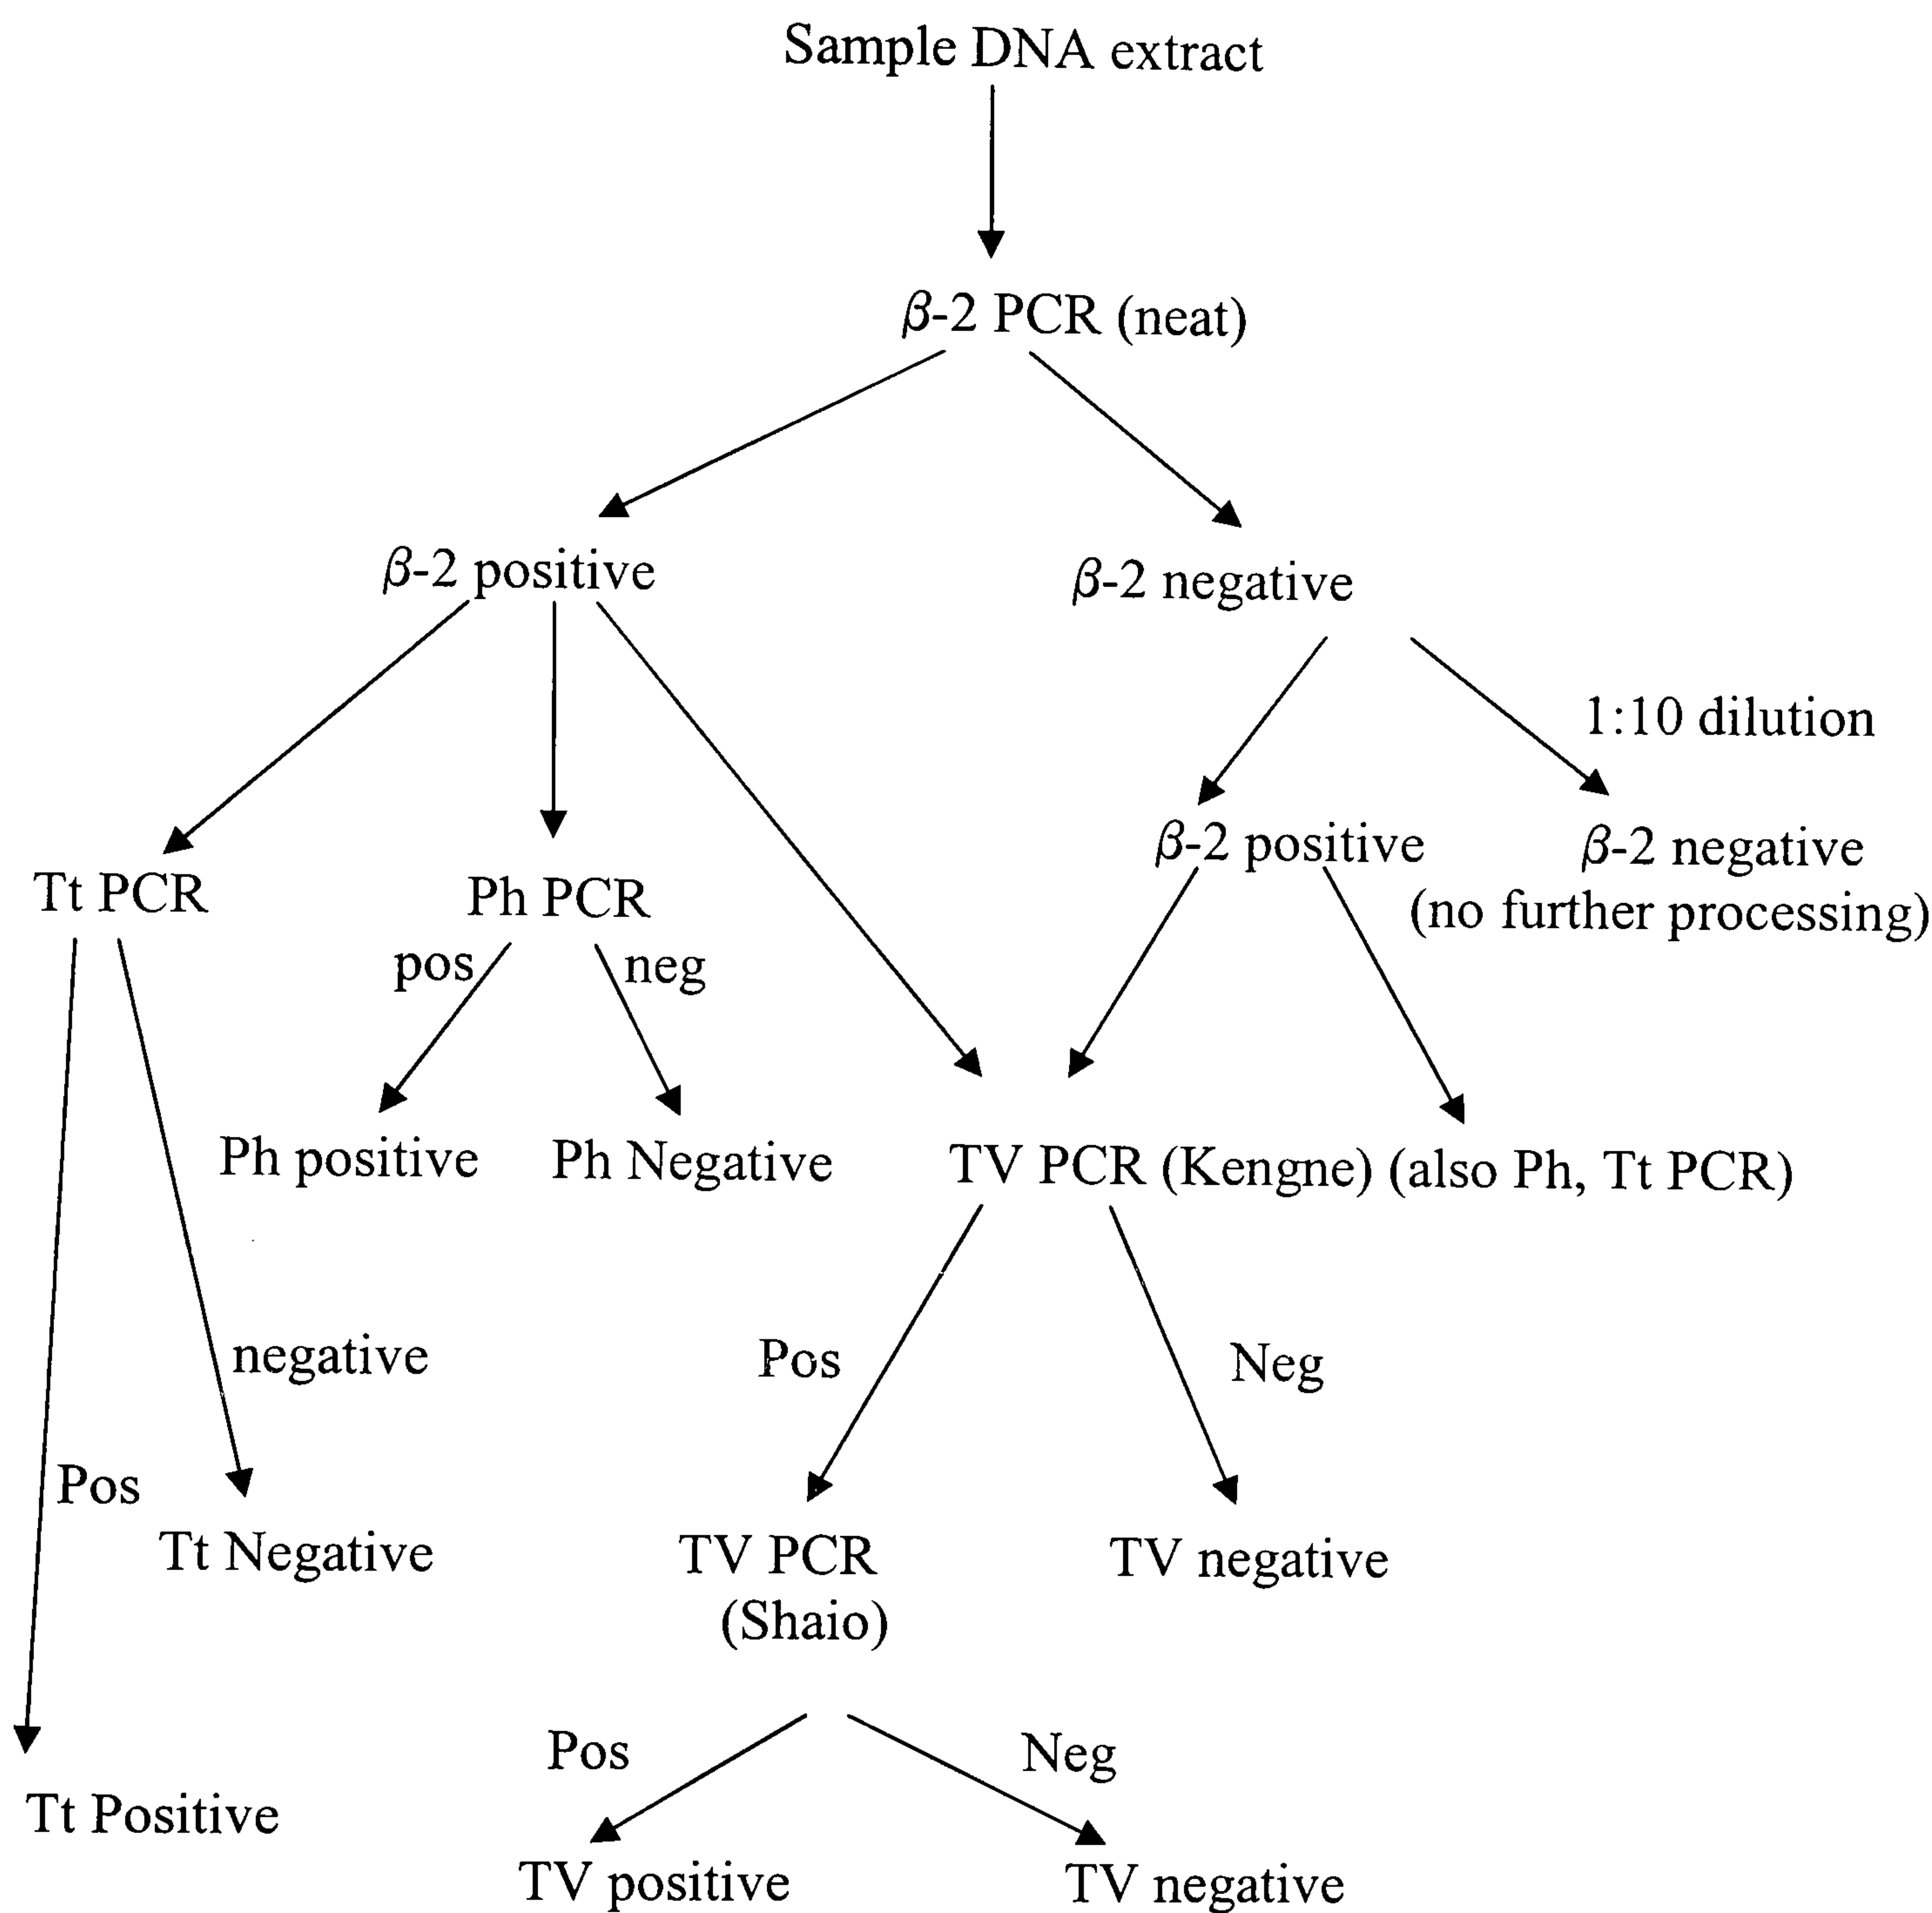 Sample DNA extract
β-2 PCR (neat)
β-2 positive
β-2 negative
1:10 dilution
β-2 positive
β-2 negative
(no further processing)
Tt PCR
Ph PCR
pos
neg
Ph positive
Ph Negative
TV PCR (Kengne) (also Ph, Tt PCR)
negative
Pos
Neg
Pos
Tt Negative
TV PCR
(Shaio)
TV negative
Pos
Neg
Tt Positive
TV positive
TV negative